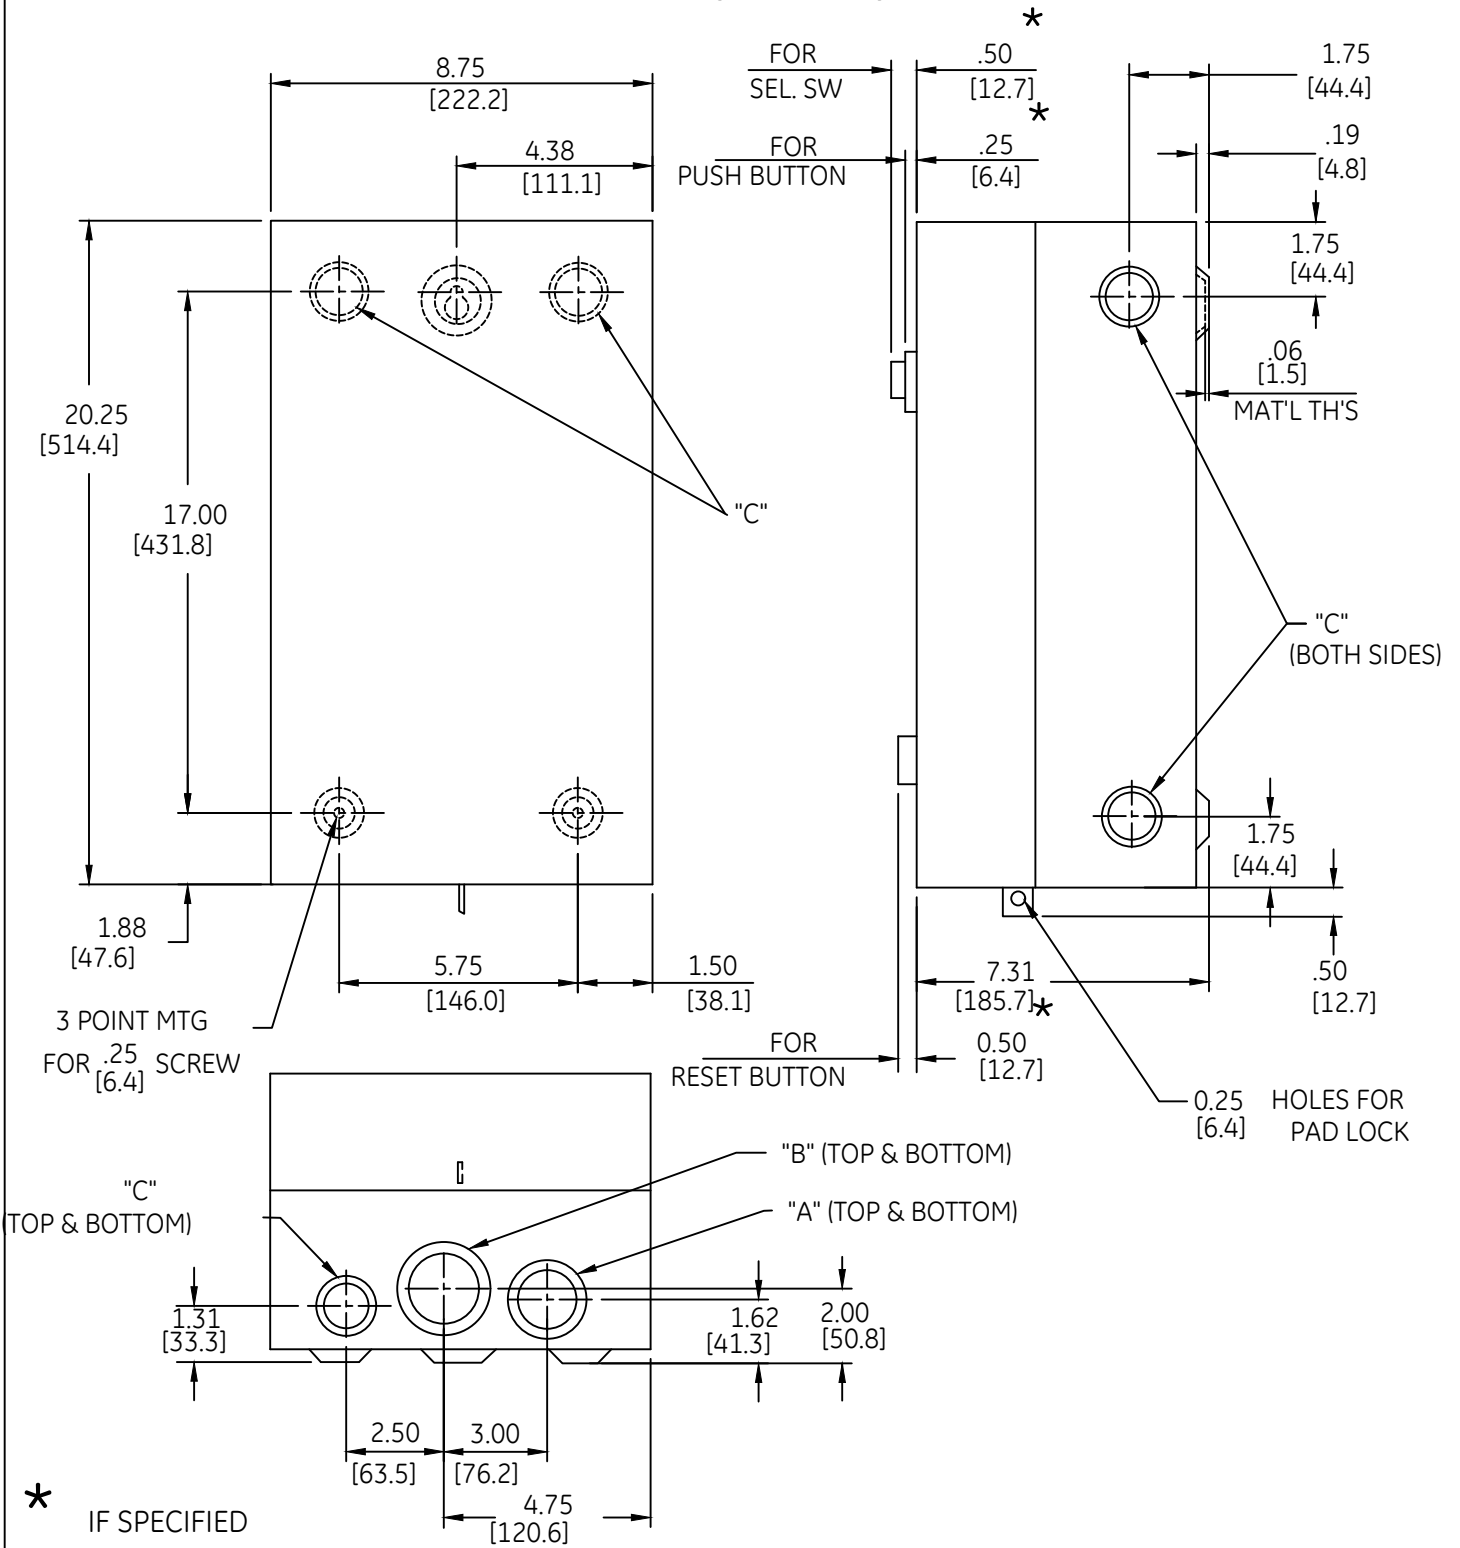 8.75
[222.2]
4.38
[111.1]
FOR
SEL. SW
.50
[12.7]
*
FOR
PUSH BUTTON
.25
[6.4]
*
1.75
[44.4]
.19
[4.8]
1.75
[44.4]
.06
[1.5]
MAT'L TH'S
20.25
[514.4]
17.00
[431.8]
"C"
"C"
(BOTH SIDES)
1.75
[44.4]
1.88
[47.6]
5.75
[146.0]
1.50
[38.1]
7.31
[185.7]
*
.50
[12.7]
3 POINT MTG
FOR .25 SCREW
[6.4]
FOR
RESET BUTTON
0.50
[12.7]
0.25 HOLES FOR
[6.4] PAD LOCK
"B" (TOP & BOTTOM)
"C"
(TOP & BOTTOM)
"A" (TOP & BOTTOM)
1.31
[33.3]
1.62
[41.3]
2.00
[50.8]
2.50
[63.5]
3.00
[76.2]
4.75
[120.6]
* IF SPECIFIED